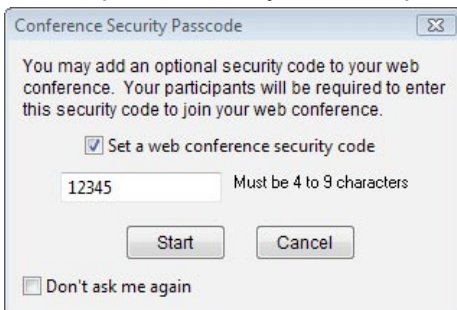 Conference Security Passcode
You may add an optional security code to your web
conference. Your participants will be required to enter
this security code to join your web conference.
Set a web conference security code
12345 Must be 4 to 9 characters
Start Cancel
Don't ask me again